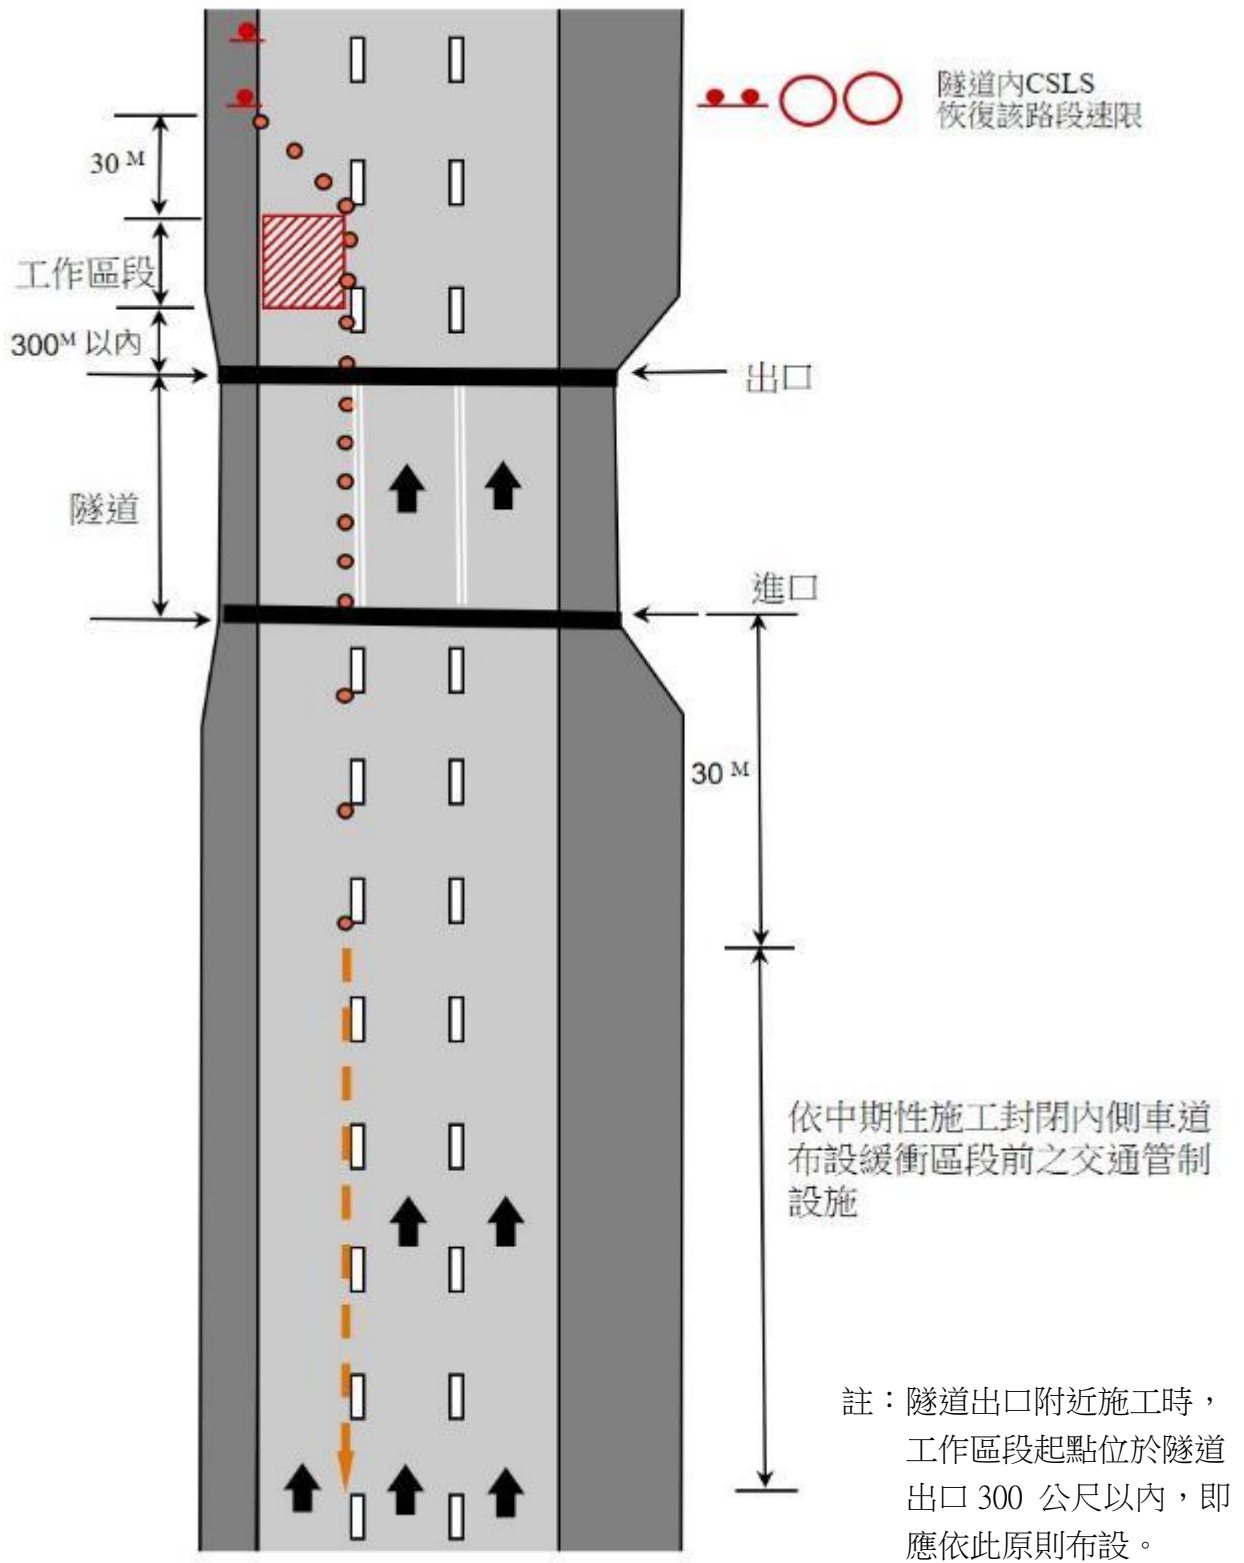 隧道內CSLS
恢復該路段速限
30 M
工作區段
300M 以內
出口
隧道
進口
30 M
依中期性施工封閉內側車道
布設緩衝區段前之交通管制
設施
註：隧道出口附近施工時，
工作區段起點位於隧道
出口 300 公尺以內，即
應依此原則布設。